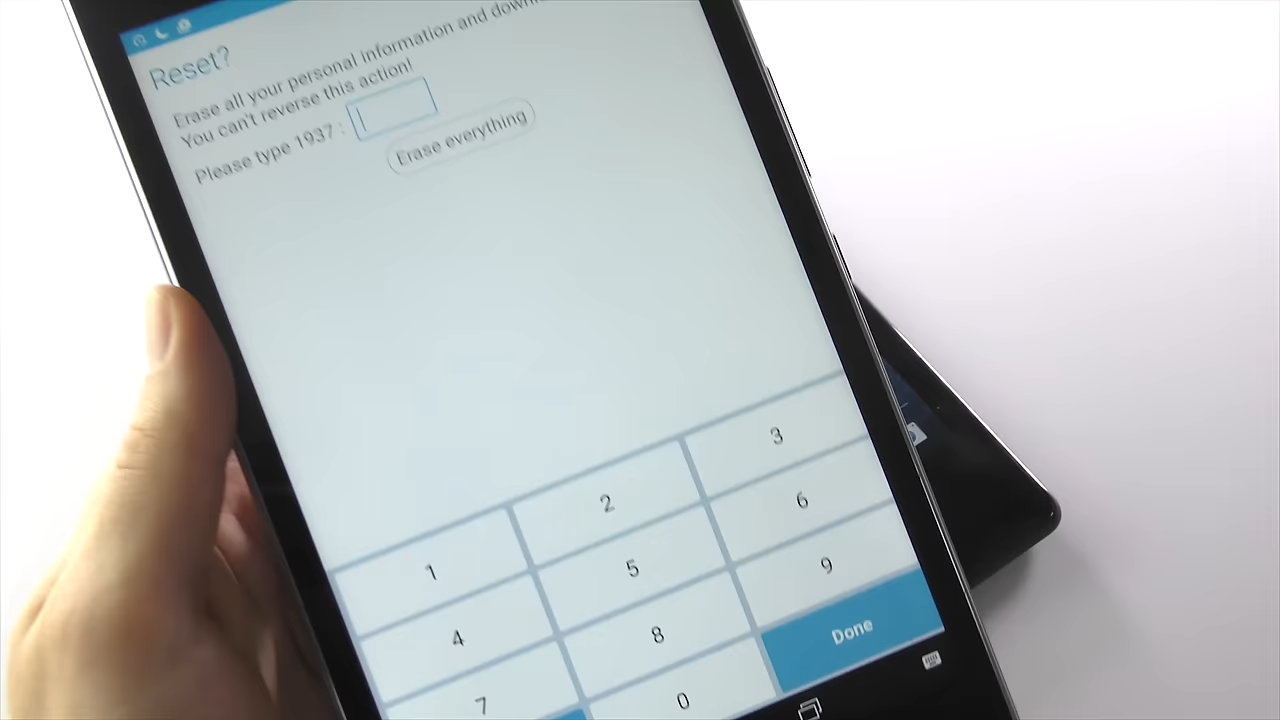 Reset?
Erase all your personal information and
You can't reverse this action!
Please type 1937 :
Erase everything
1 2 3
4 5 6
7 8 9
0 Done